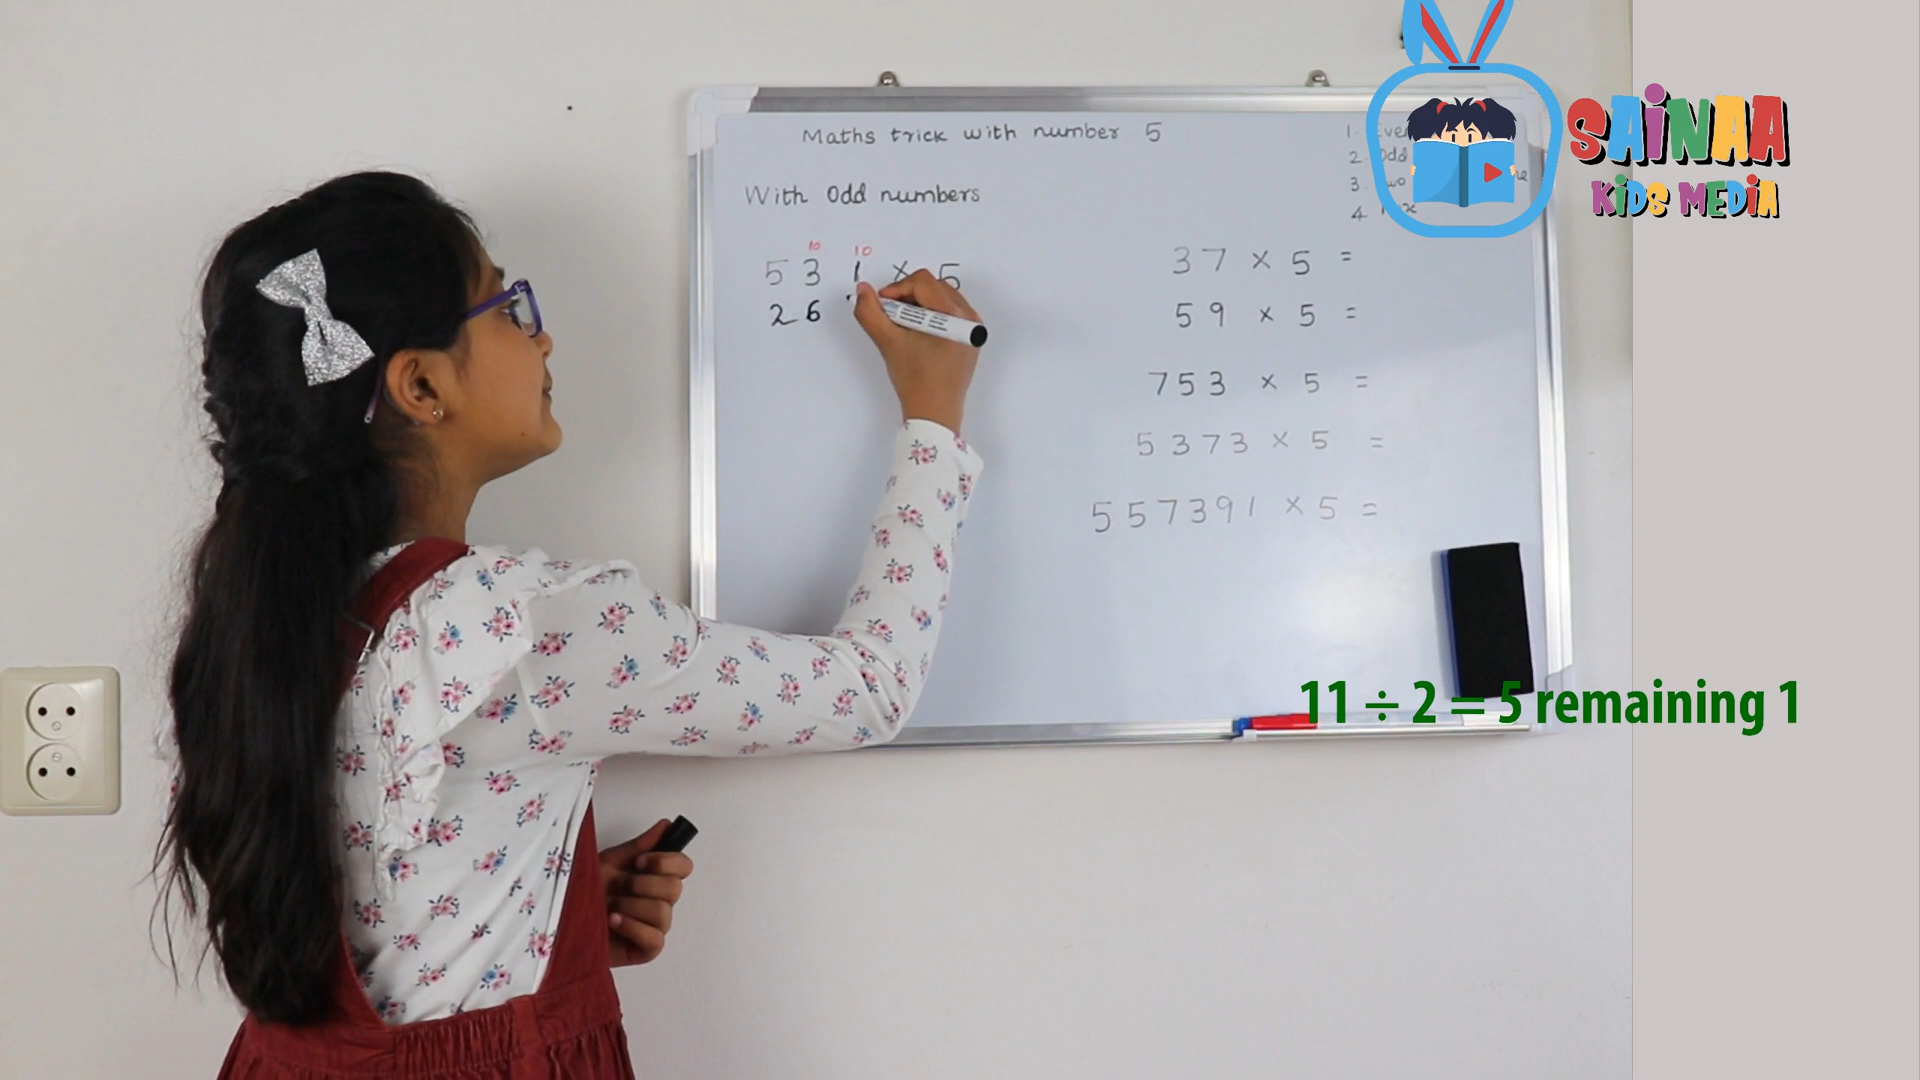 Maths trick with number 5
With Odd numbers
10 10
5 3 1 × 5
2 6
1.
2. Odd
3.
4.
37 × 5 =
59 × 5 =
753 × 5 =
5373 × 5 =
557391 × 5 =
SAiNAA
KiDS MEDiA
11 ÷ 2 = 5 remaining 1